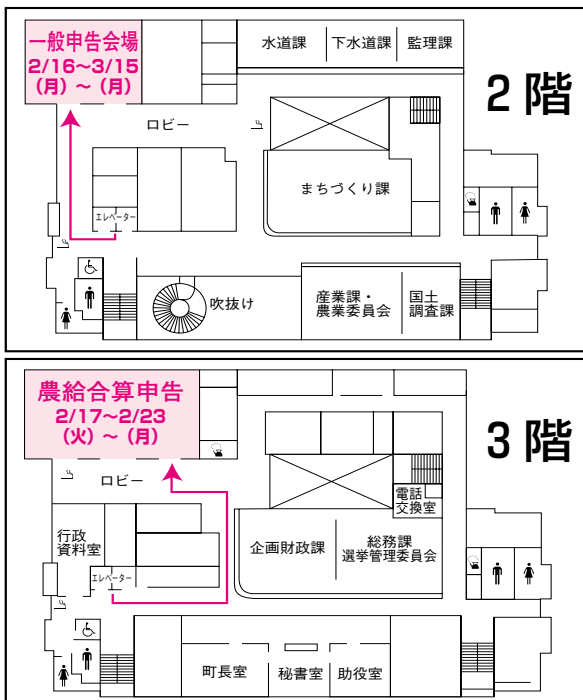 一般申告会場
2/16～3/15
（月）～（月）
水道課
下水道課
監理課
2階
ロビー
まちづくり課
エレベーター
吹抜け
産業課・
農業委員会
国土
調査課
農給合算申告
2/17～2/23
（火）～（月）
3階
ロビー
電話
交換室
行政
資料室
企画財政課
総務課
選挙管理委員会
エレベーター
町長室
秘書室
助役室